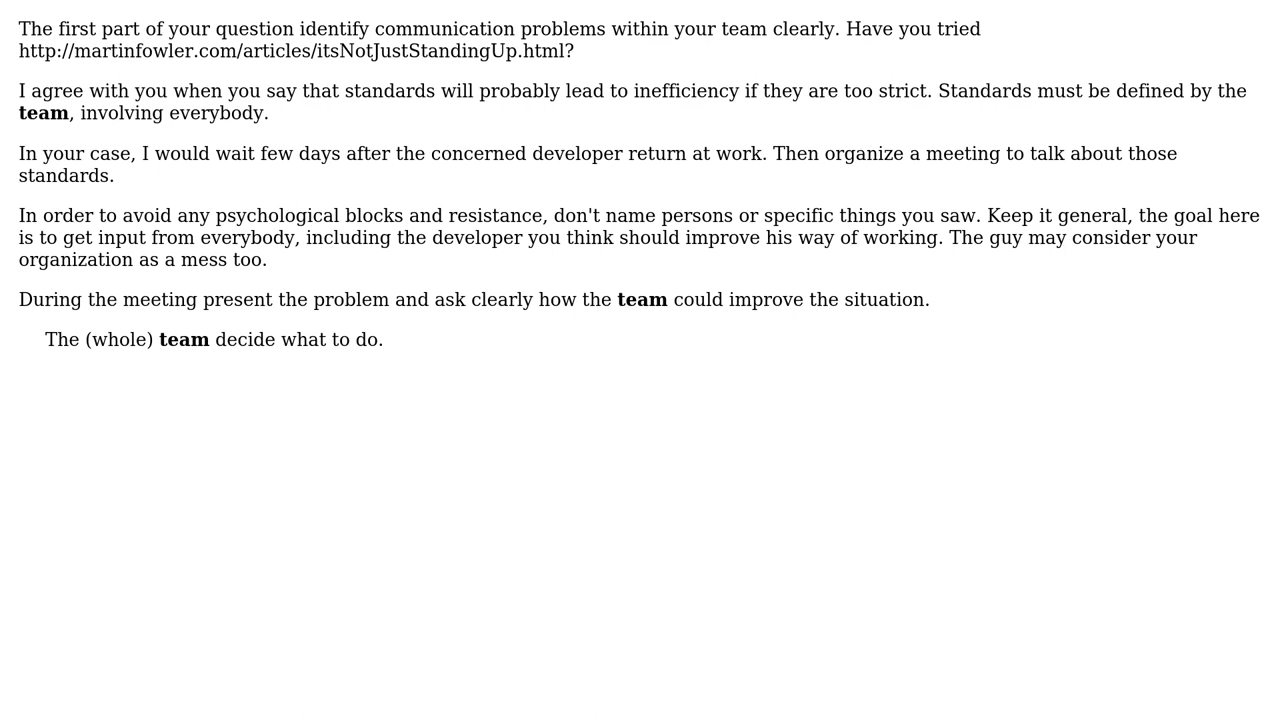 The first part of your question identify communication problems within your team clearly. Have you tried
http://martinfowler.com/articles/itsNotJustStandingUp.html?
I agree with you when you say that standards will probably lead to inefficiency if they are too strict. Standards must be defined by the
team, involving everybody.
In your case, I would wait few days after the concerned developer return at work. Then organize a meeting to talk about those
standards.
In order to avoid any psychological blocks and resistance, don't name persons or specific things you saw. Keep it general, the goal here
is to get input from everybody, including the developer you think should improve his way of working. The guy may consider your
organization as a mess too.
During the meeting present the problem and ask clearly how the team could improve the situation.
The (whole) team decide what to do.